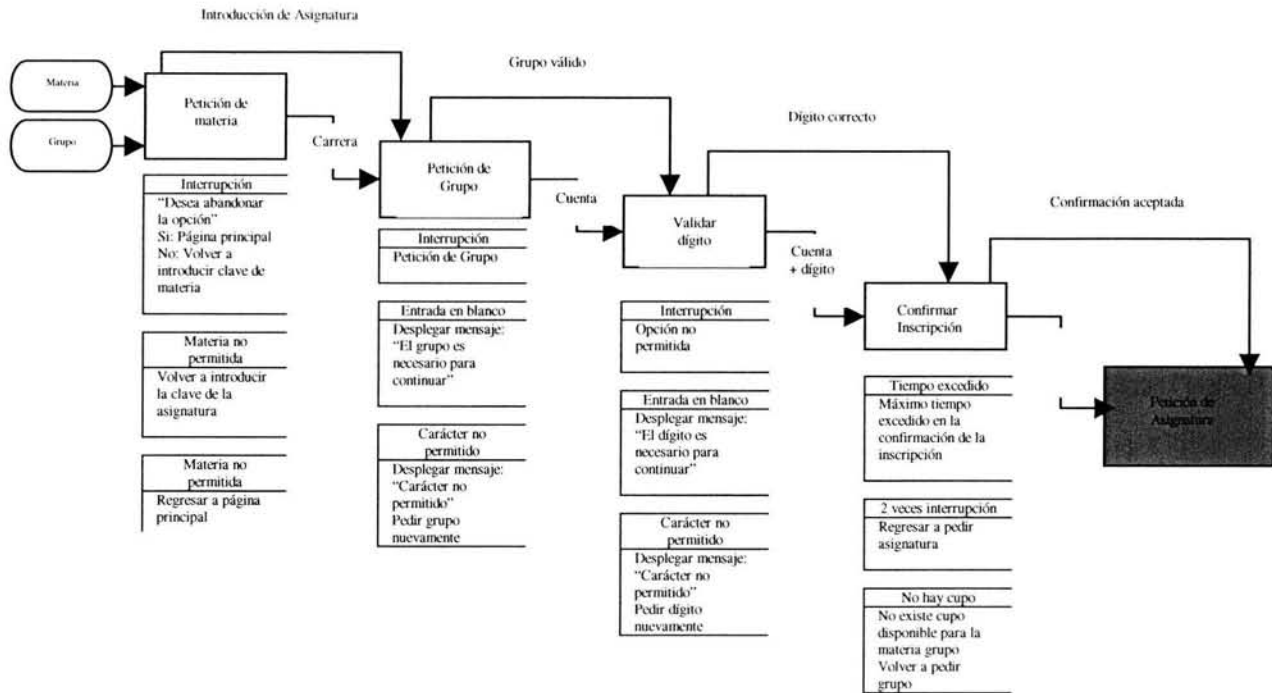 Introducción de Asignatura
Materia
Grupo
Petición de
materia
Carrera
Grupo válido
Petición de
Grupo
Cuenta
Dígito correcto
Validar
dígito
Cuenta
+ dígito
Confirmación aceptada
Confirmar
Inscripción
Petición de
Asignatura
Interrupción
“Desea abandonar
la opción”
Si: Página principal
No: Volver a
introducir clave de
materia
Materia no
permitida
Volver a introducir
la clave de la
asignatura
Materia no
permitida
Regresar a página
principal
Interrupción
Petición de Grupo
Entrada en blanco
Desplegar mensaje:
“El grupo es
necesario para
continuar”
Carácter no
permitido
Desplegar mensaje:
“Carácter no
permitido”
Pedir grupo
nuevamente
Interrupción
Opción no
permitida
Entrada en blanco
Desplegar mensaje:
“El dígito es
necesario para
continuar”
Carácter no
permitido
Desplegar mensaje:
“Carácter no
permitido”
Pedir dígito
nuevamente
Tiempo excedido
Máximo tiempo
excedido en la
confirmación de la
inscripción
2 veces interrupción
Regresar a pedir
asignatura
No hay cupo
No existe cupo
disponible para la
materia grupo
Volver a pedir
grupo